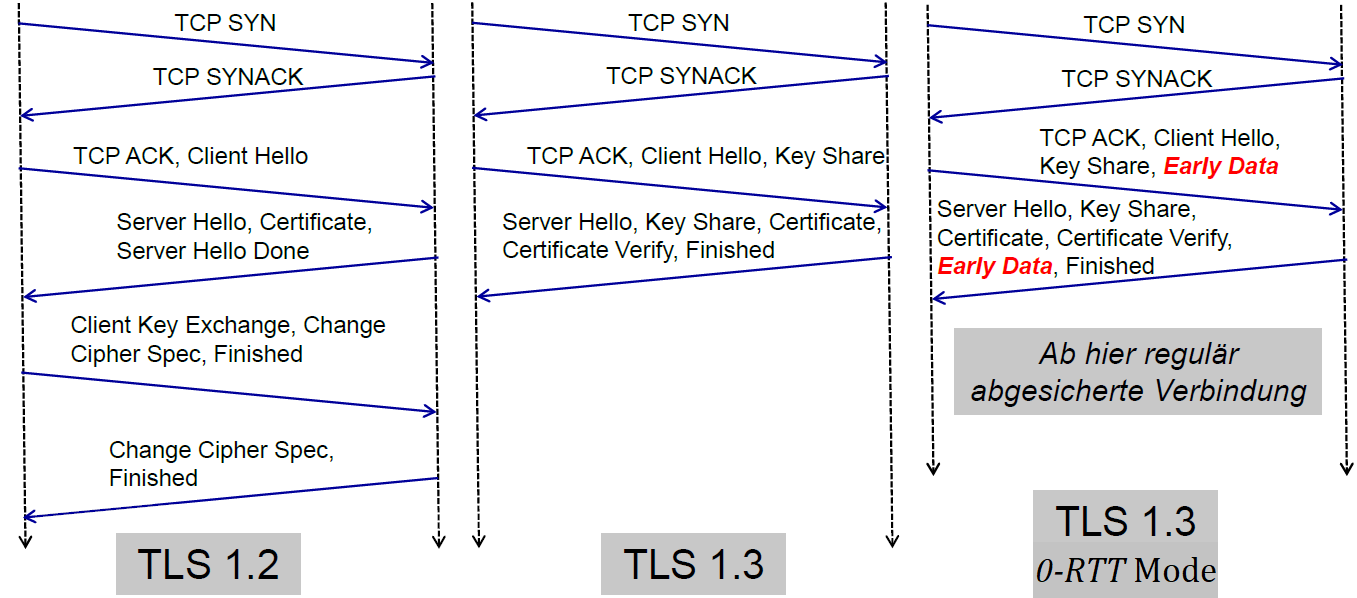 TCP SYN
TCP SYNACK
TCP ACK, Client Hello
Server Hello, Certificate,
Server Hello Done
Client Key Exchange, Change
Cipher Spec, Finished
Change Cipher Spec,
Finished
TLS 1.2
TCP SYN
TCP SYNACK
TCP ACK, Client Hello, Key Share
Server Hello, Key Share, Certificate,
Certificate Verify, Finished
TLS 1.3
TCP SYN
TCP SYNACK
TCP ACK, Client Hello,
Key Share, Early Data
Server Hello, Key Share,
Certificate, Certificate Verify,
Early Data, Finished
Ab hier regulär
abgesicherte Verbindung
TLS 1.3
0-RTT Mode